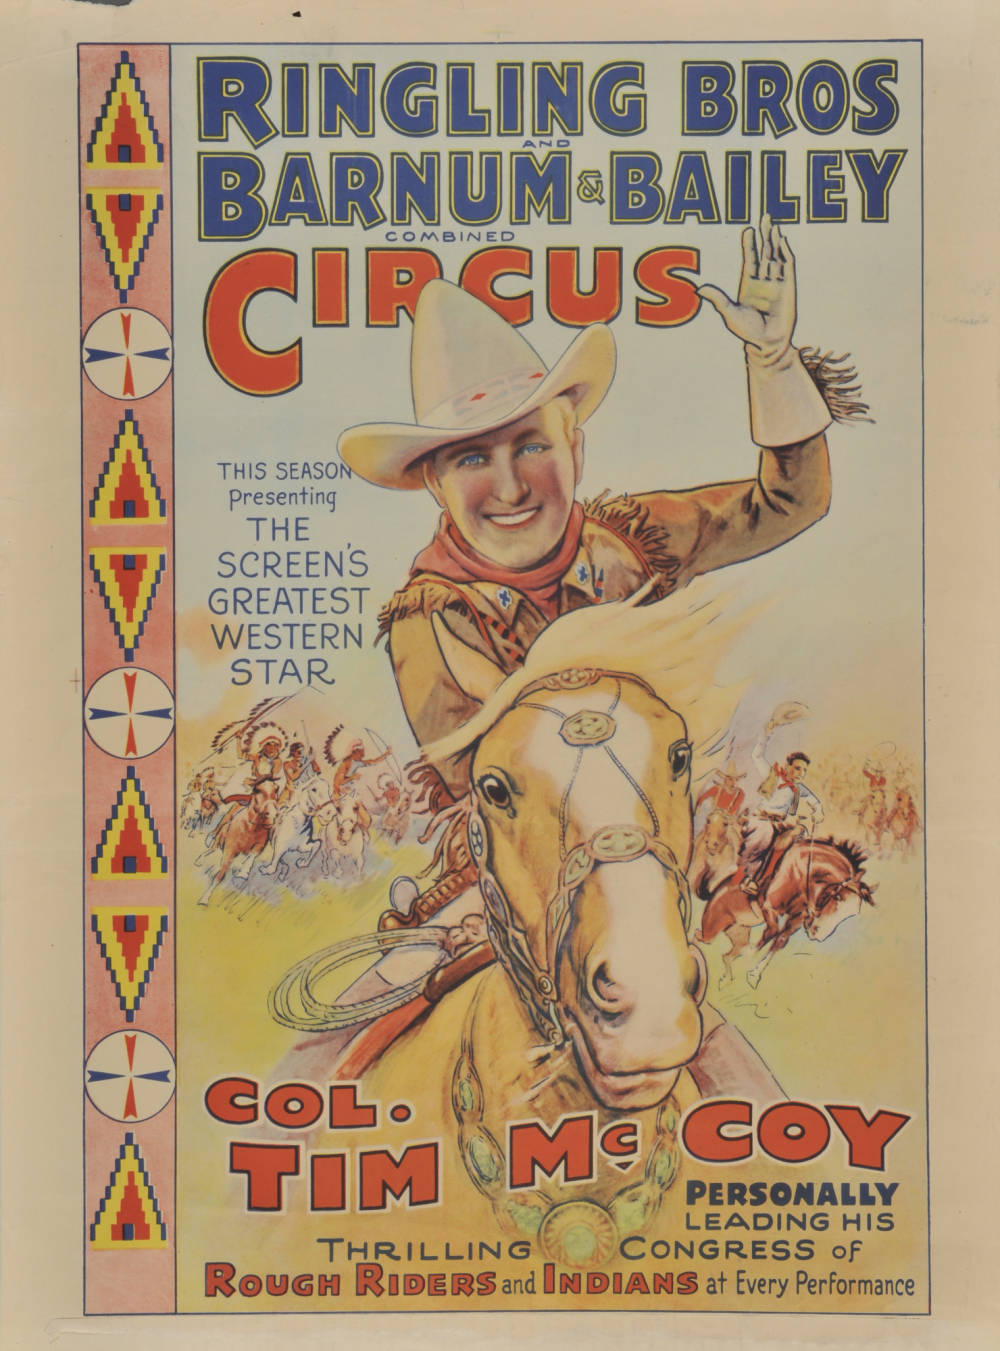 RINGLING BROS
AND
BARNUM & BAILEY
COMBINED
CIRCUS
THIS SEASON
Presenting
THE
SCREEN'S
GREATEST
WESTERN
STAR
COL.
TIM McCOY
PERSONALLY
LEADING HIS
THRILLING CONGRESS OF
ROUGH RIDERS and INDIANS at Every Performance